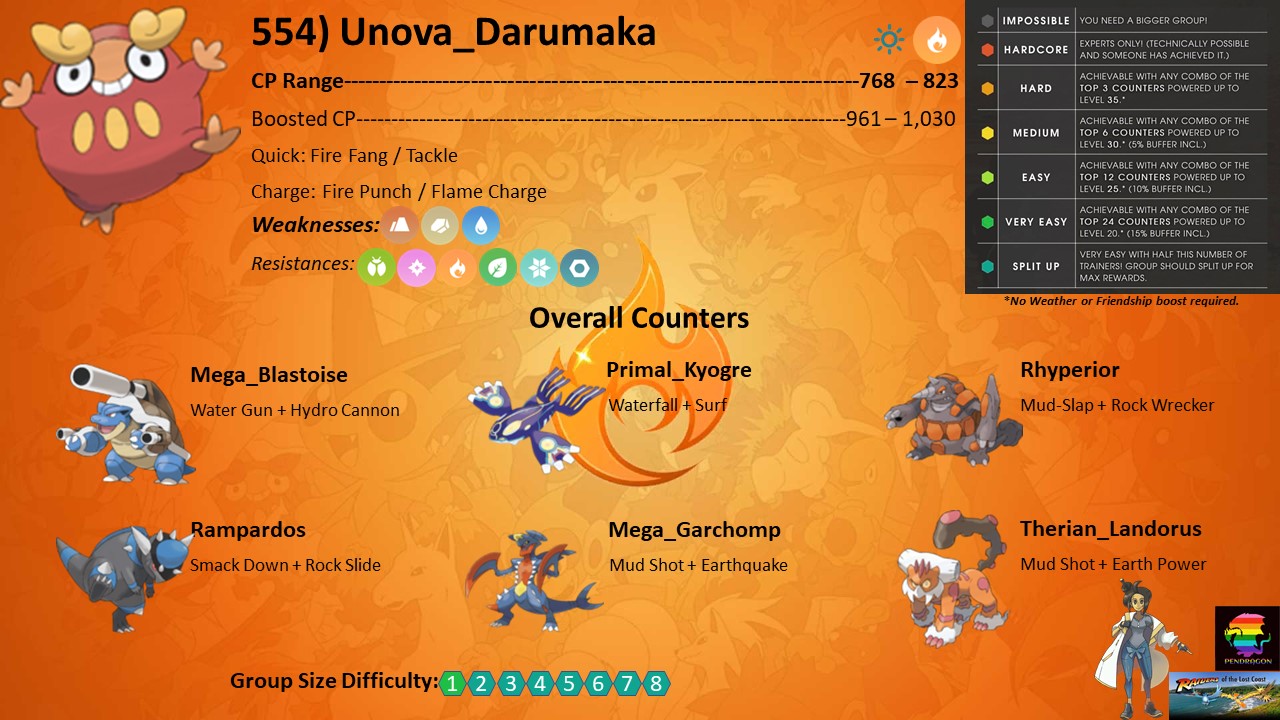 554) Unova_Darumaka
CP Range--------------------------------------------------------------------------768 – 823
Boosted CP----------------------------------------------------------------------961 – 1,030
Quick: Fire Fang / Tackle
Charge: Fire Punch / Flame Charge
Weaknesses:
Resistances:
IMPOSSIBLE YOU NEED A BIGGER GROUP!
HARDCORE EXPERTS ONLY! (TECHNICALLY POSSIBLE
AND SOMEONE HAS ACHIEVED IT.)
HARD ACHIEVABLE WITH ANY COMBO OF THE
TOP 3 COUNTERS POWERED UP TO
LEVEL 35.*
MEDIUM ACHIEVABLE WITH ANY COMBO OF THE
TOP 6 COUNTERS POWERED UP TO
LEVEL 30.* (5% BUFFER INCL.)
EASY ACHIEVABLE WITH ANY COMBO OF THE
TOP 12 COUNTERS POWERED UP TO
LEVEL 25.* (10% BUFFER INCL.)
VERY EASY ACHIEVABLE WITH ANY COMBO OF THE
TOP 24 COUNTERS POWERED UP TO
LEVEL 20.* (15% BUFFER INCL.)
SPLIT UP VERY EASY WITH HALF THIS NUMBER OF
TRAINERS! GROUP SHOULD SPLIT UP FOR
MAX REWARDS.
*No Weather or Friendship boost required.
Overall Counters
Mega_Blastoise
Water Gun + Hydro Cannon
Primal_Kyogre
Waterfall + Surf
Rhyperior
Mud-Slap + Rock Wrecker
Rampardos
Smack Down + Rock Slide
Mega_Garchomp
Mud Shot + Earthquake
Therian_Landorus
Mud Shot + Earth Power
Group Size Difficulty: 1 2 3 4 5 6 7 8
PENDRAGON
RAIDERS of the Lost Coast